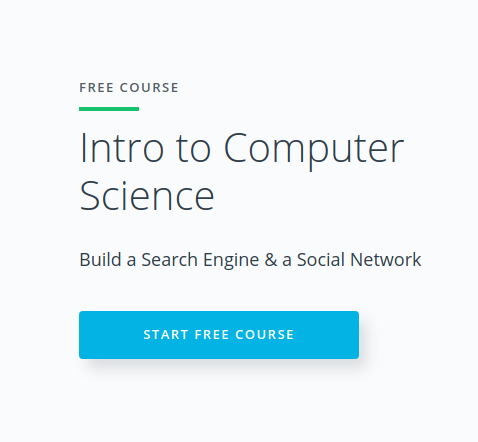 FREE COURSE
Intro to Computer
Science
Build a Search Engine & a Social Network
START FREE COURSE